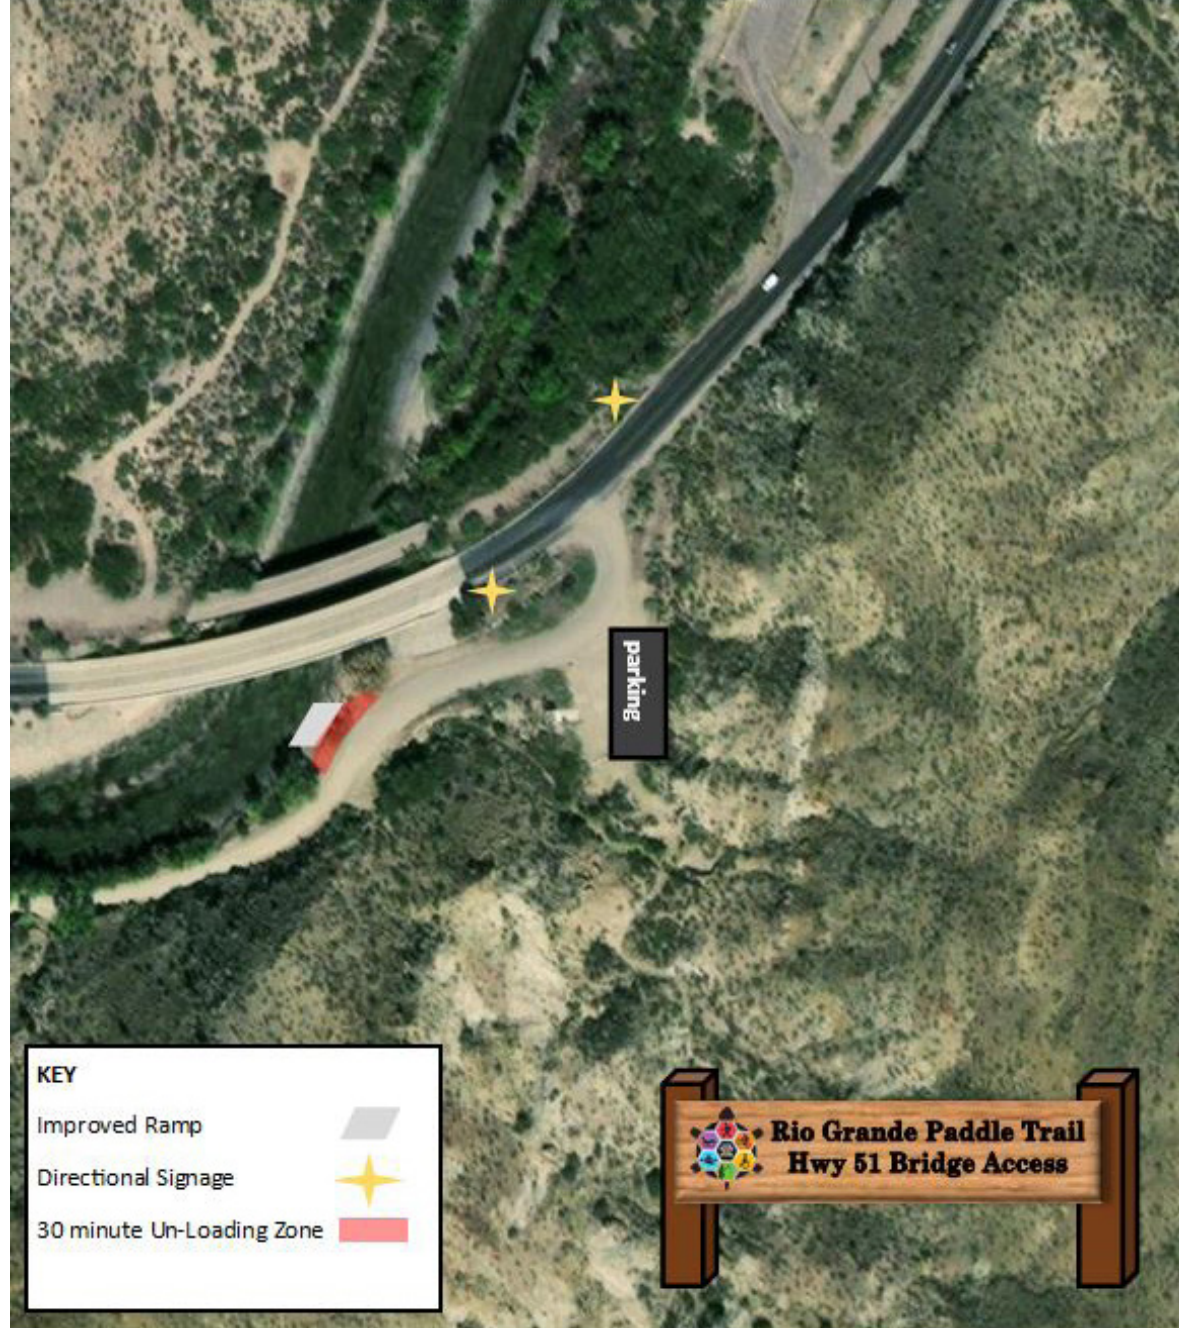 parking
KEY
Improved Ramp
Directional Signage
30 minute Un-Loading Zone
Rio Grande Paddle Trail
Hwy 51 Bridge Access